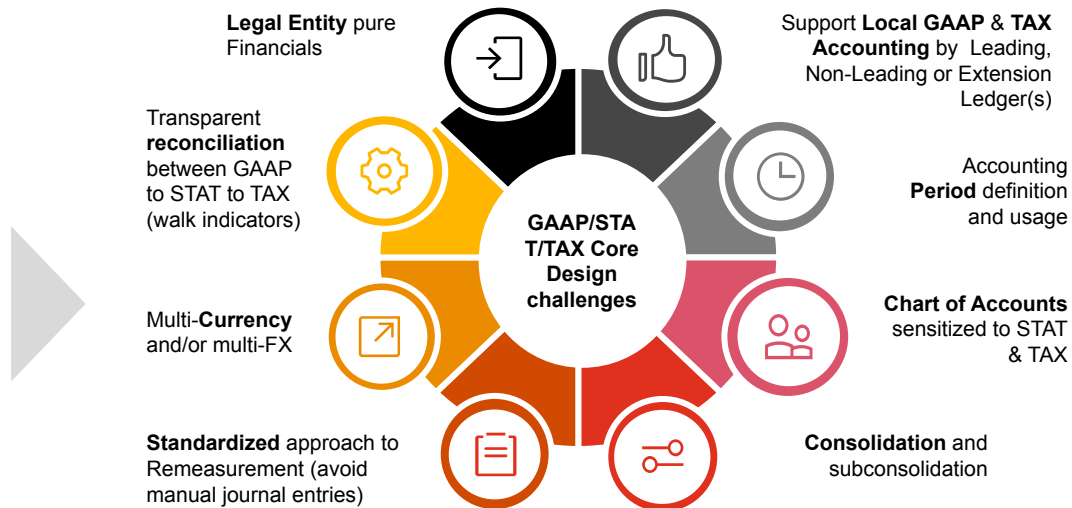 Legal Entity pure
Financials
Support Local GAAP & TAX
Accounting by Leading,
Non-Leading or Extension
Ledger(s)
Transparent
reconciliation
between GAAP
to STAT to TAX
(walk indicators)
Accounting
Period definition
and usage
GAAP/STA
T/TAX Core
Design
challenges
Multi-Currency
and/or multi-FX
Chart of Accounts
sensitized to STAT
& TAX
Standardized approach to
Remeasurement (avoid
manual journal entries)
Consolidation and
subconsolidation